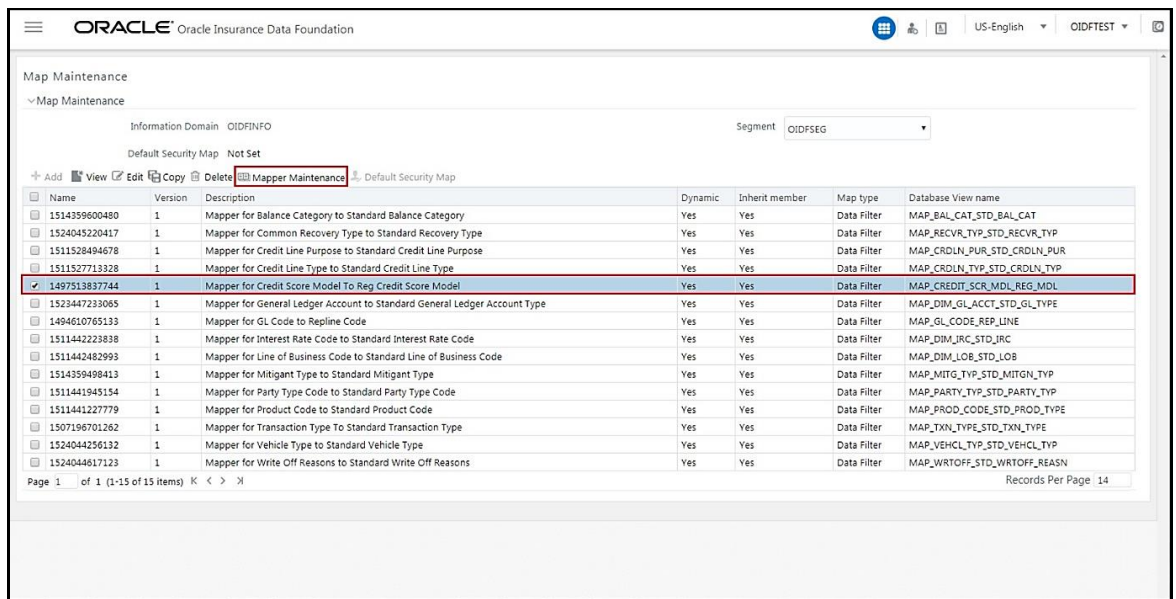 ORACLE® Oracle Insurance Data Foundation US-English OIDFTEST
Map Maintenance
Map Maintenance
Information Domain OIDFINFO Segment OIDFSEG
Default Security Map Not Set
Add View Edit Copy Delete Mapper Maintenance Default Security Map
Name Version Description Dynamic Inherit member Map type Database View name
1514359600480 1 Mapper for Balance Category to Standard Balance Category Yes Yes Data Filter MAP_BAL_CAT_STD_BAL_CAT
1524045220417 1 Mapper for Common Recovery Type to Standard Recovery Type Yes Yes Data Filter MAP_RECVR_TYP_STD_RECVR_TYP
1511528494678 1 Mapper for Credit Line Purpose to Standard Credit Line Purpose Yes Yes Data Filter MAP_CRDLN_PUR_STD_CRDLN_PUR
1511527713328 1 Mapper for Credit Line Type to Standard Credit Line Type Yes Yes Data Filter MAP_CRDLN_TYP_STD_CRDLN_TYP
1497513837744 1 Mapper for Credit Score Model To Reg Credit Score Model Yes Yes Data Filter MAP_CREDIT_SCR_MDL_REG_MDL
1523447233065 1 Mapper for General Ledger Account to Standard General Ledger Account Type Yes Yes Data Filter MAP_DIM_GL_ACCT_STD_GL_TYPE
1494610765133 1 Mapper for GL Code to Repline Code Yes Yes Data Filter MAP_GL_CODE_REP_LINE
1511442223838 1 Mapper for Interest Rate Code to Standard Interest Rate Code Yes Yes Data Filter MAP_DIM_IRC_STD_IRC
1511442482993 1 Mapper for Line of Business Code to Standard Line of Business Code Yes Yes Data Filter MAP_DIM_LOB_STD_LOB
1514359498413 1 Mapper for Mitigant Type to Standard Mitigant Type Yes Yes Data Filter MAP_MITG_TYP_STD_MITGN_TYP
1511441945154 1 Mapper for Party Type Code to Standard Party Type Code Yes Yes Data Filter MAP_PARTY_TYP_STD_PARTY_TYP
1511441227779 1 Mapper for Product Code to Standard Product Code Yes Yes Data Filter MAP_PROD_CODE_STD_PROD_TYPE
1507196701262 1 Mapper for Transaction Type To Standard Transaction Type Yes Yes Data Filter MAP_TXN_TYPE_STD_TXN_TYPE
1524044256132 1 Mapper for Vehicle Type to Standard Vehicle Type Yes Yes Data Filter MAP_VEHCL_TYP_STD_VEHCL_TYP
1524044617123 1 Mapper for Write Off Reasons to Standard Write Off Reasons Yes Yes Data Filter MAP_WRTOFF_STD_WRTOFF_REASN
Page 1 of 1 (1-15 of 15 items) Records Per Page 14